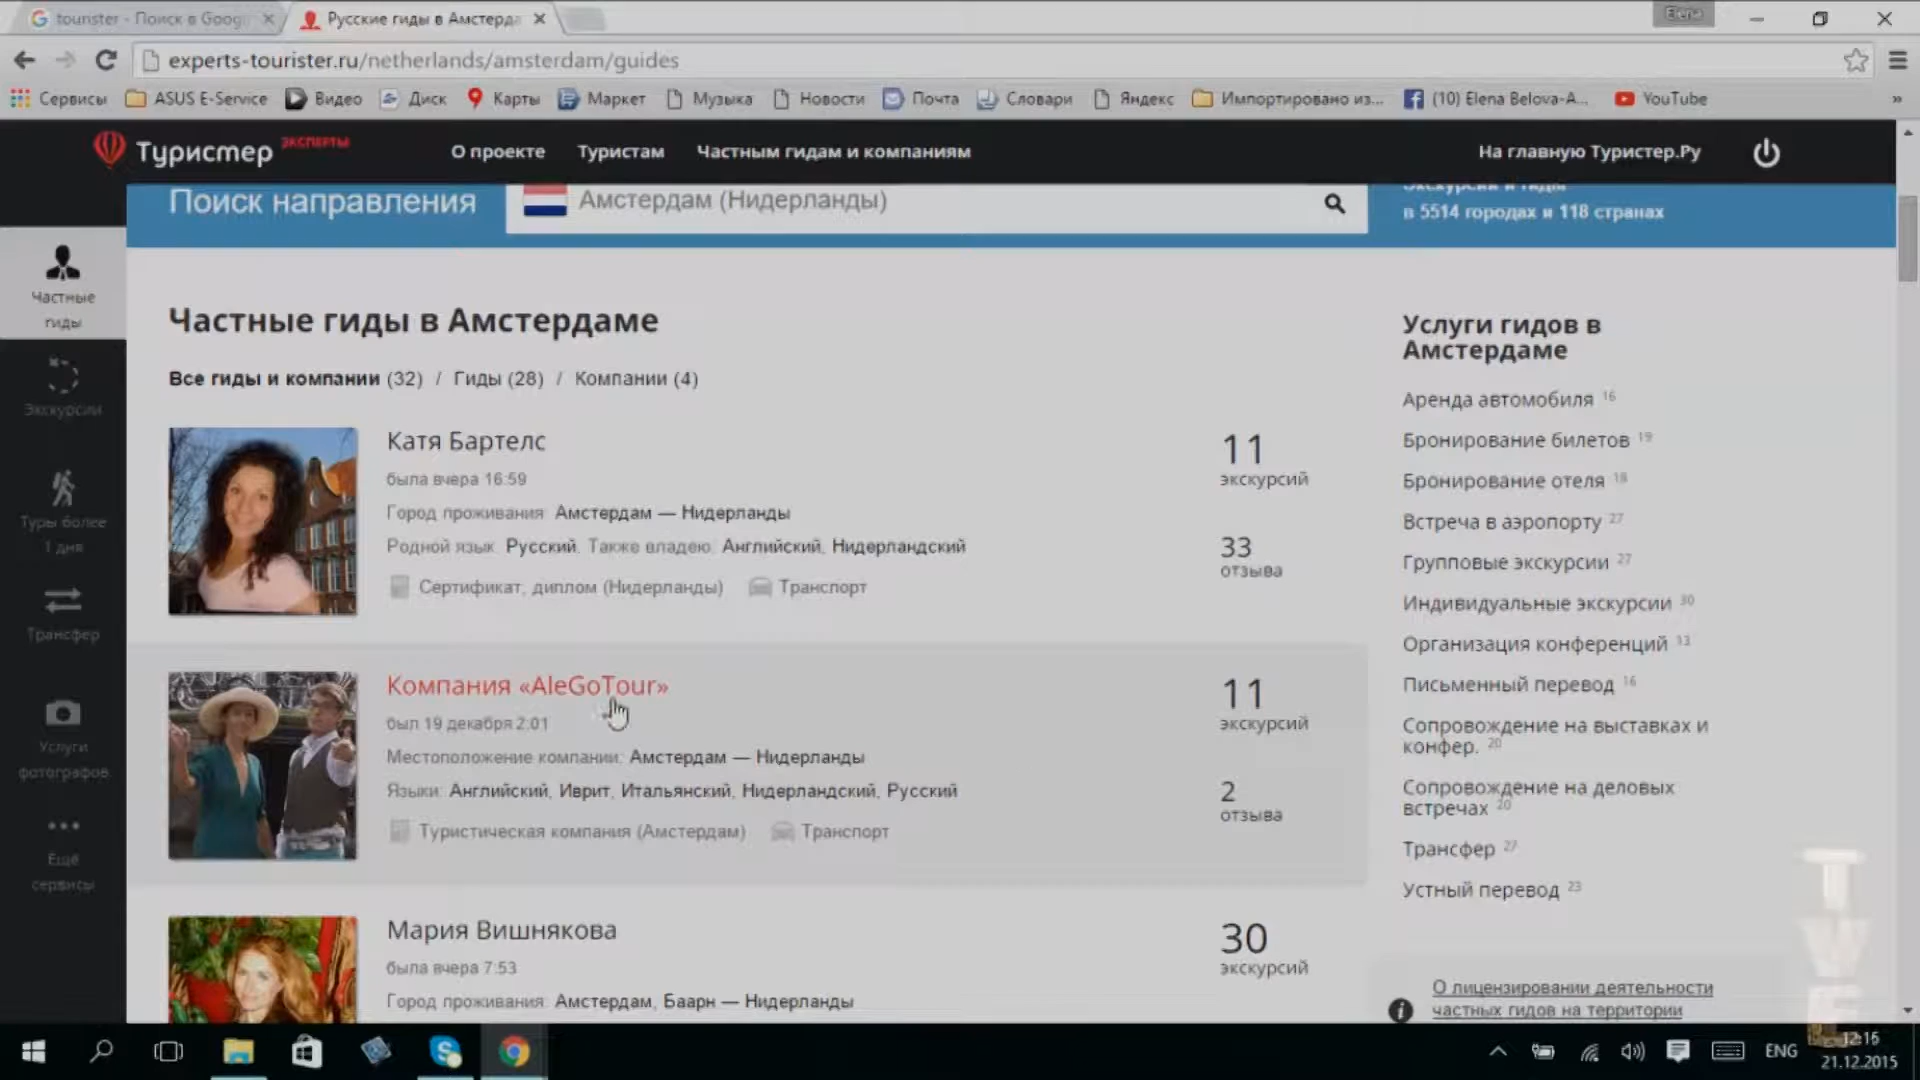 tourister - Поиск в Goog
Русские гиды в Амстерда
Elena
experts-tourister.ru/netherlands/amsterdam/guides
Сервисы ASUS E-Service Видео Диск Карты Маркет Музыка Новости Почта Словари Яндекс Импортировано из... (10) Elena Belova-A... YouTube »
Туристер ЭКСПЕРТЫ О проекте Туристам Частным гидам и компаниям На главную Туристер.Ру
Поиск направления Амстердам (Нидерланды)
Экскурсии и гиды
в 5514 городах и 118 странах
Частные
гиды
Экскурсии
Туры более
1 дня
Трансфер
Услуги
фотографов
Ещё
сервисы
Частные гиды в Амстердаме
Все гиды и компании (32) / Гиды (28) / Компании (4)
Катя Бартелс
была вчера 16:59
Город проживания: Амстердам — Нидерланды
Родной язык: Русский. Также владею: Английский, Нидерландский
Сертификат, диплом (Нидерланды) Транспорт
11
экскурсий
33
отзыва
Компания «AleGoTour»
был 19 декабря 2:01
Местоположение компании: Амстердам — Нидерланды
Языки: Английский, Иврит, Итальянский, Нидерландский, Русский
Туристическая компания (Амстердам) Транспорт
11
экскурсий
2
отзыва
Мария Вишнякова
была вчера 7:53
Город проживания: Амстердам, Баарн — Нидерланды
30
экскурсий
Услуги гидов в
Амстердаме
Аренда автомобиля 16
Бронирование билетов 19
Бронирование отеля 18
Встреча в аэропорту 27
Групповые экскурсии 27
Индивидуальные экскурсии 30
Организация конференций 13
Письменный перевод 16
Сопровождение на выставках и
конфер. 20
Сопровождение на деловых
встречах 20
Трансфер 27
Устный перевод 23
О лицензировании деятельности
частных гидов на территории
ENG
12:15
21.12.2015